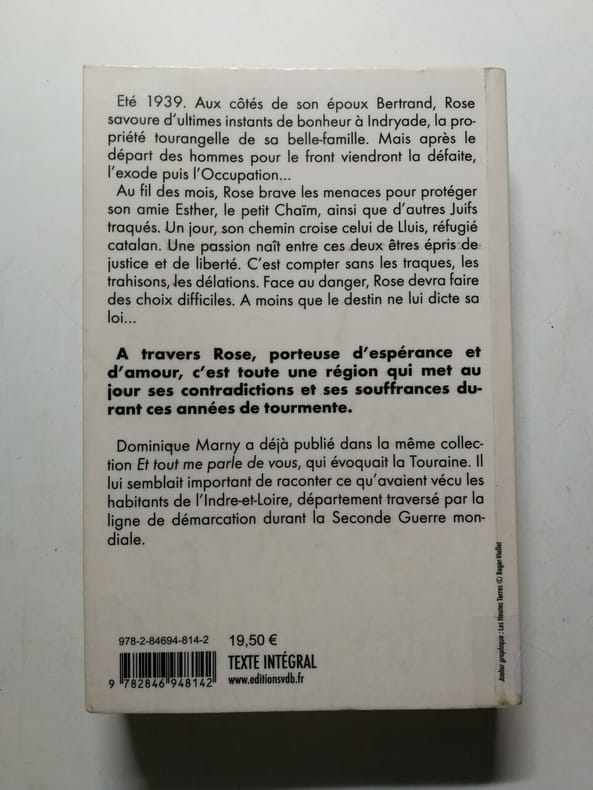 Eté 1939. Aux côtés de son époux Bertrand, Rose
savoure d'ultimes instants de bonheur à Indryade, la pro-
priété tourangelle de sa belle-famille. Mais après le
départ des hommes pour le front viendront la défaite,
l'exode puis l'Occupation...
Au fil des mois, Rose brave les menaces pour protéger
son amie Esther, le petit Chaïm, ainsi que d'autres Juifs
traqués. Un jour, son chemin croise celui de Lluis, réfugié
catalan. Une passion naît entre ces deux êtres épris de
justice et de liberté. C'est compter sans les traques, les
trahisons, les délations. Face au danger, Rose devra faire
des choix difficiles. A moins que le destin ne lui dicte sa
loi...
A travers Rose, porteuse d'espérance et
d'amour, c'est toute une région qui met au
jour ses contradictions et ses souffrances du-
rant ces années de tourmente.
Dominique Marny a déjà publié dans la même collec-
tion Et tout me parle de vous, qui évoquait la Touraine. Il
lui semblait important de raconter ce qu'avaient vécu les
habitants de l'Indre-et-Loire, département traversé par la
ligne de démarcation durant la Seconde Guerre mon-
diale.
978-2-84694-814-2
19,50 €
TEXTE INTÉGRAL
www.editionsvdb.fr
9 782846 948142
Atelier graphique : Les Hautes Terres © Roger-Viollet